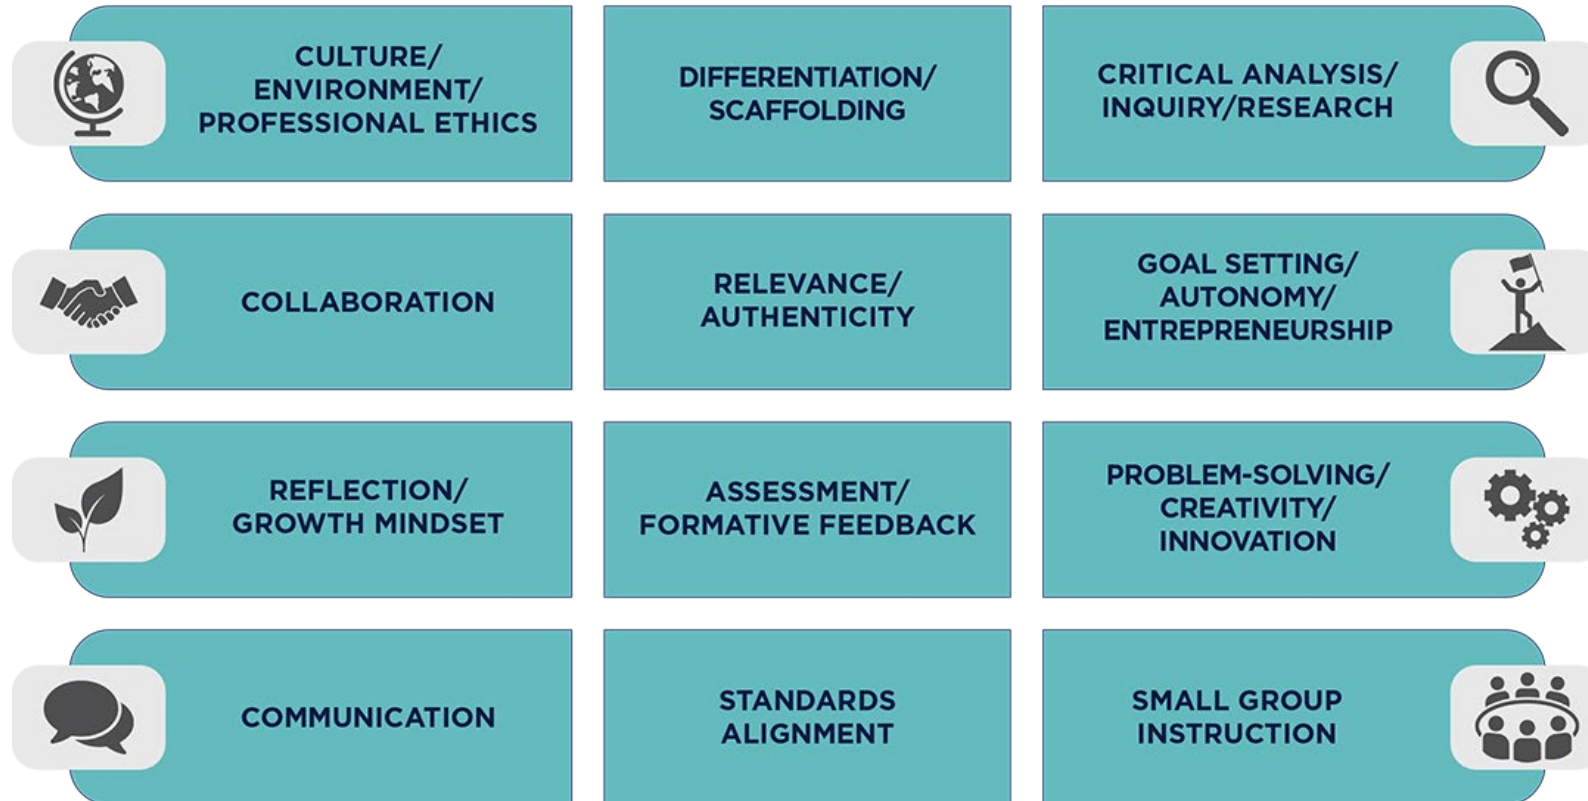 CULTURE/
ENVIRONMENT/
PROFESSIONAL ETHICS
DIFFERENTIATION/
SCAFFOLDING
CRITICAL ANALYSIS/
INQUIRY/RESEARCH
COLLABORATION
RELEVANCE/
AUTHENTICITY
GOAL SETTING/
AUTONOMY/
ENTREPRENEURSHIP
REFLECTION/
GROWTH MINDSET
ASSESSMENT/
FORMATIVE FEEDBACK
PROBLEM-SOLVING/
CREATIVITY/
INNOVATION
COMMUNICATION
STANDARDS
ALIGNMENT
SMALL GROUP
INSTRUCTION